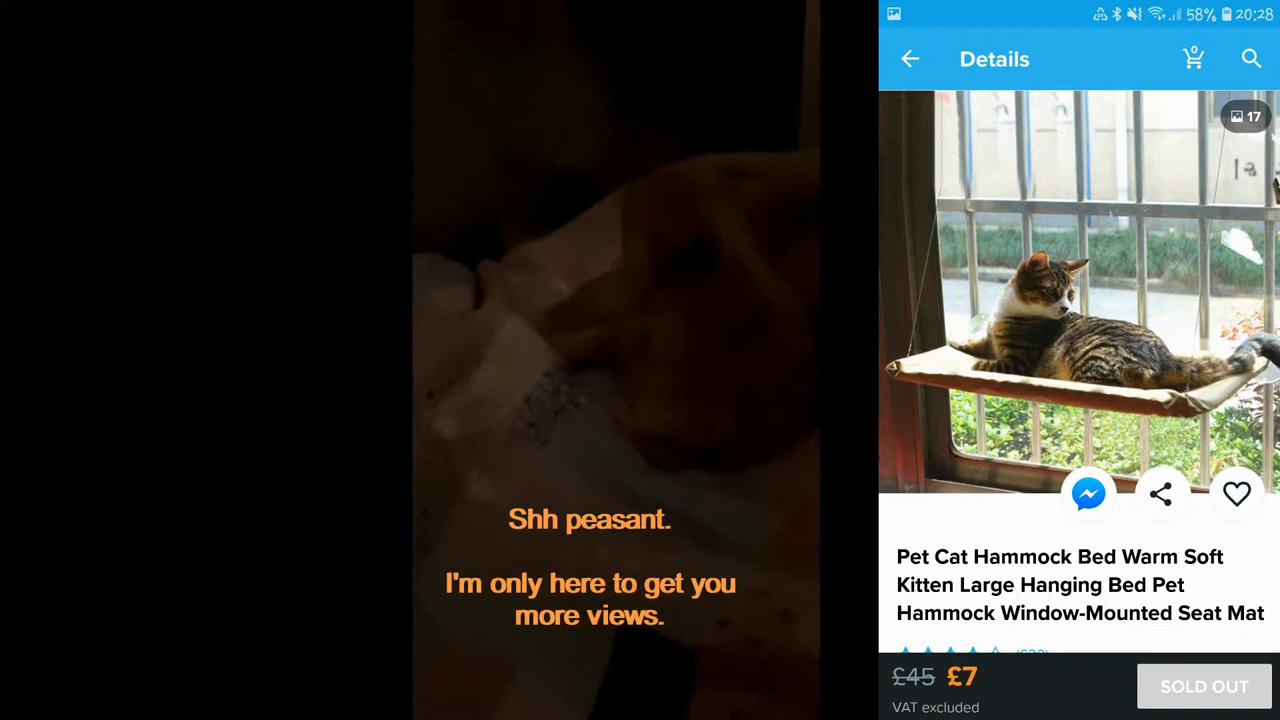 Shh peasant.
I'm only here to get you
more views.
58% 20:28
Details
0
17
Pet Cat Hammock Bed Warm Soft
Kitten Large Hanging Bed Pet
Hammock Window-Mounted Seat Mat
£45 £7
SOLD OUT
VAT excluded